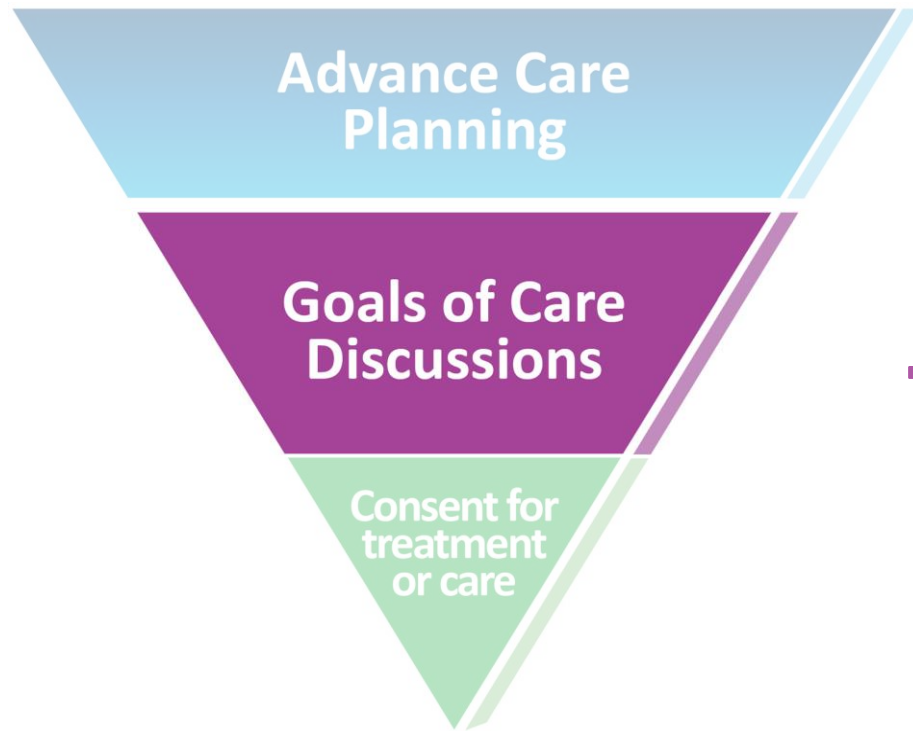 Advance Care
Planning
Goals of Care
Discussions
Consent for
treatment
or care